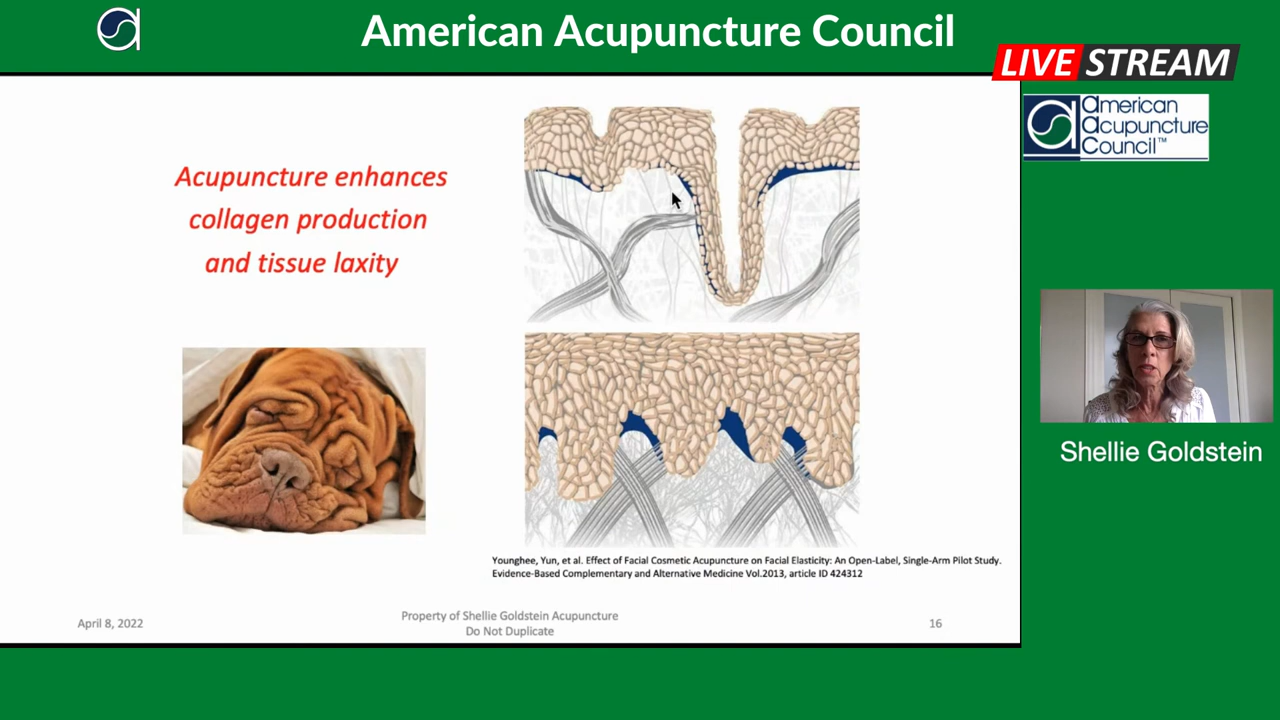 American Acupuncture Council
LIVE STREAM
american
acupuncture
Council™
Acupuncture enhances
collagen production
and tissue laxity
Shellie Goldstein
Younghee, Yun, et al. Effect of Facial Cosmetic Acupuncture on Facial Elasticity: An Open-Label, Single-Arm Pilot Study.
Evidence-Based Complementary and Alternative Medicine Vol.2013, article ID 424312
April 8, 2022
Property of Shellie Goldstein Acupuncture
Do Not Duplicate
16